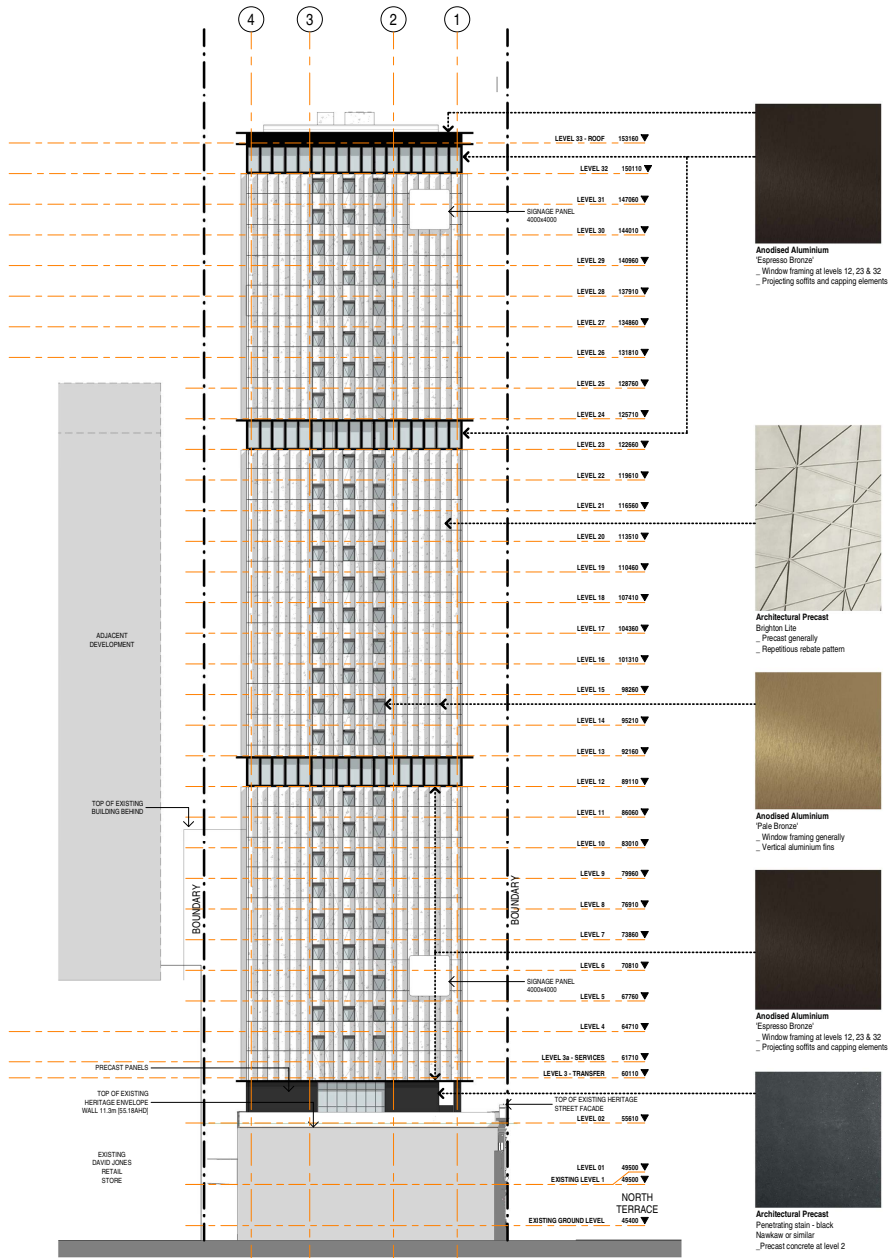 4 3 2 1
LEVEL 33 - ROOF 153160
LEVEL 32 150110
LEVEL 31 147060
SIGNAGE PANEL
4000x4000
LEVEL 30 144010
LEVEL 29 140960
LEVEL 28 137910
LEVEL 27 134860
LEVEL 26 131810
LEVEL 25 128760
LEVEL 24 125710
LEVEL 23 122660
LEVEL 22 119610
LEVEL 21 116560
LEVEL 20 113510
LEVEL 19 110460
LEVEL 18 107410
LEVEL 17 104360
LEVEL 16 101310
LEVEL 15 98260
LEVEL 14 95210
LEVEL 13 92160
LEVEL 12 89110
LEVEL 11 86060
LEVEL 10 83010
LEVEL 9 79960
LEVEL 8 76910
LEVEL 7 73860
LEVEL 6 70810
SIGNAGE PANEL
4000x4000
LEVEL 5 67760
LEVEL 4 64710
LEVEL 3a - SERVICES 61710
LEVEL 3 - TRANSFER 60110
TOP OF EXISTING HERITAGE
STREET FACADE
LEVEL 02 55610
LEVEL 01 49500
EXISTING LEVEL 1 49500
NORTH
TERRACE
EXISTING GROUND LEVEL 45400
ADJACENT
DEVELOPMENT
TOP OF EXISTING
BUILDING BEHIND
BOUNDARY
BOUNDARY
PRECAST PANELS
TOP OF EXISTING
HERITAGE ENVELOPE
WALL 11.3m [55.18AHD]
EXISTING
DAVID JONES
RETAIL
STORE
Anodised Aluminium
'Espresso Bronze'
_ Window framing at levels 12, 23 & 32
_ Projecting soffits and capping elements
Architectural Precast
Brighton Lite
_ Precast generally
_ Repetitious rebate pattern
Anodised Aluminium
'Pale Bronze'
_ Window framing generally
_ Vertical aluminium fins
Anodised Aluminium
'Espresso Bronze'
_ Window framing at levels 12, 23 & 32
_ Projecting soffits and capping elements
Architectural Precast
Penetrating stain - black
Nawkaw or similar
_Precast concrete at level 2